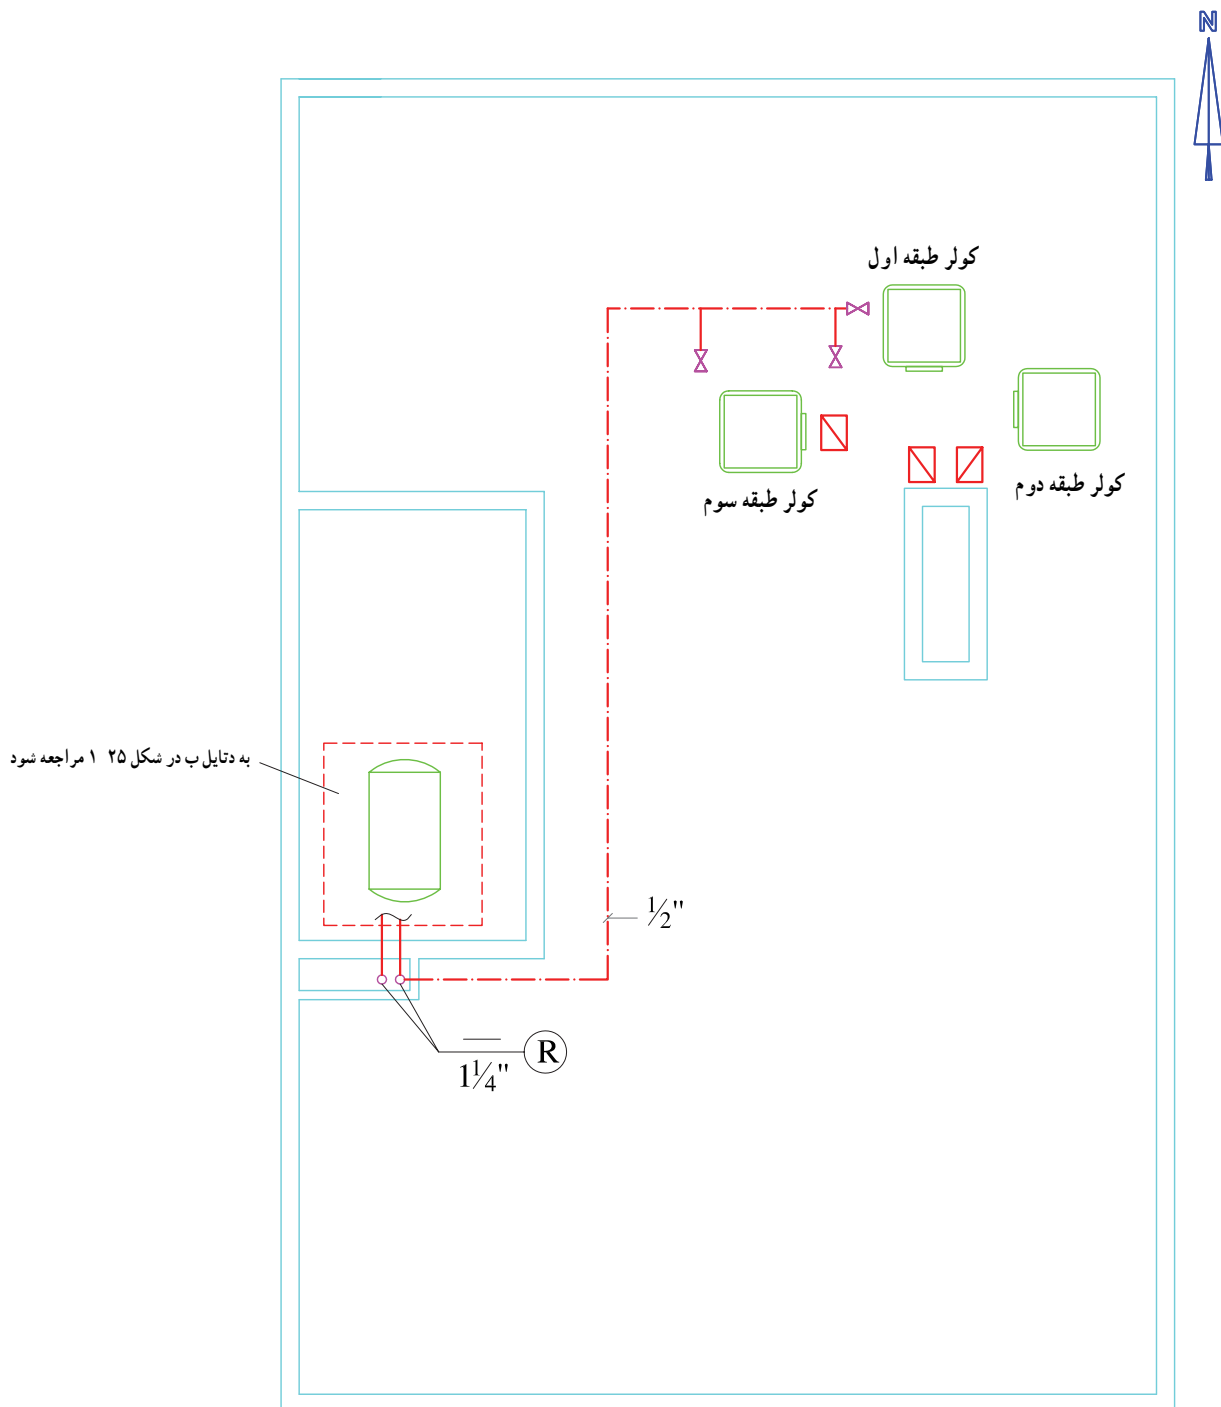 N
کولر طبقه اول
کولر طبقه سوم
کولر طبقه دوم
به دتایل ب در شکل ۲۵ ۱ مراجعه شود
½"
1¼"
R